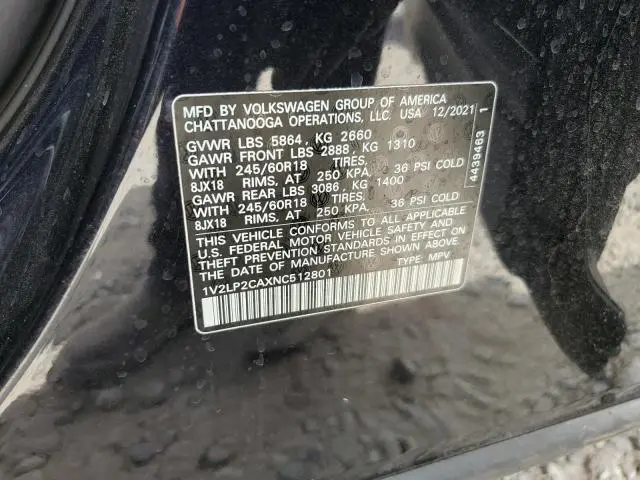 MFD BY VOLKSWAGEN GROUP OF AMERICA
CHATTANOOGA OPERATIONS, LLC. USA 12/2021
GVWR LBS 5864, KG 2660
GAWR FRONT LBS 2888, KG 1310
WITH 245/60R18 TIRES,
8JX18 RIMS, AT 250 KPA, 36 PSI COLD
GAWR REAR LBS 3086, KG 1400
WITH 245/60R18 TIRES,
8JX18 RIMS, AT 250 KPA, 36 PSI COLD
THIS VEHICLE CONFORMS TO ALL APPLICABLE
U.S. FEDERAL MOTOR VEHICLE SAFETY AND
THEFT PREVENTION STANDARDS IN EFFECT ON
THE DATE OF MANUFACTURE SHOWN ABOVE.
1V2LP2CAXNC512801 TYPE: MPV
4439463 1